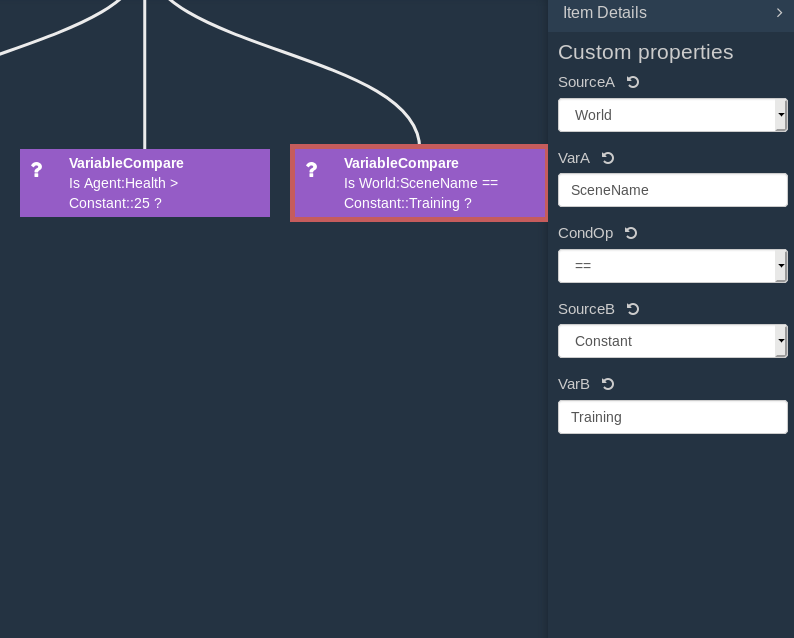 Item Details
Custom properties
SourceA
World
VarA
SceneName
CondOp
==
SourceB
Constant
VarB
Training
? VariableCompare
Is Agent:Health >
Constant::25 ?
? VariableCompare
Is World:SceneName ==
Constant::Training ?